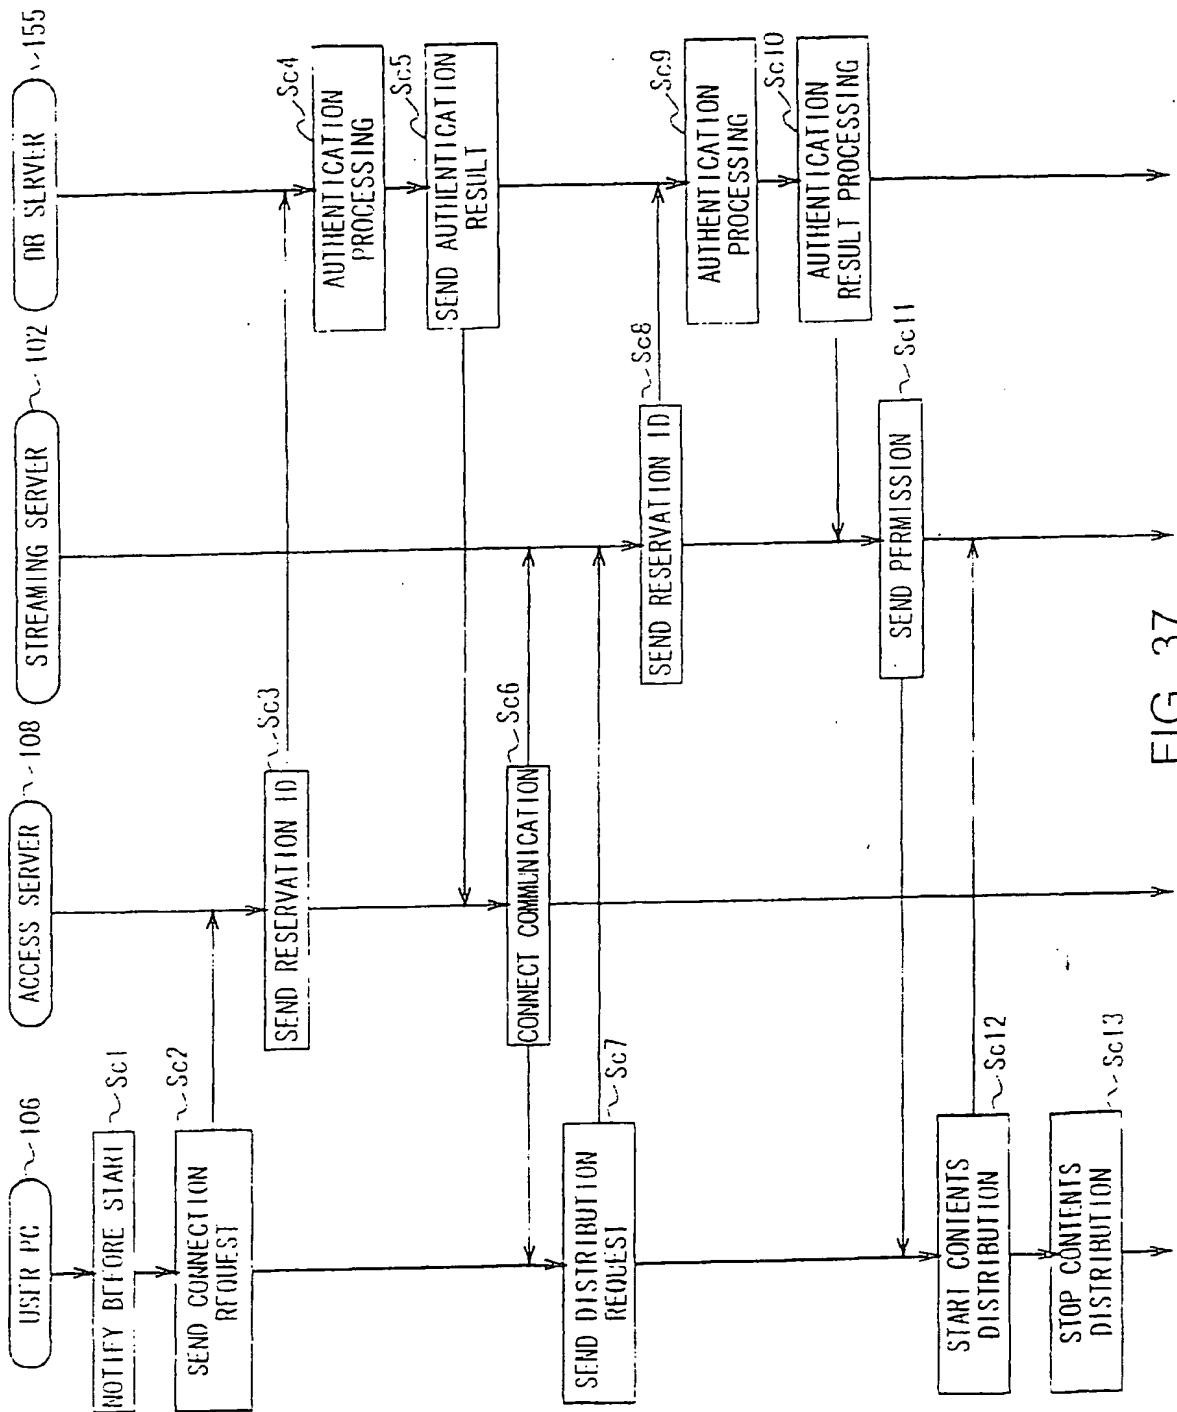 USER PC
106
ACCESS SERVER
108
STREAMING SERVER
102
DB SERVER
155
NOTIFY BEFORE START
Sc1
SEND CONNECTION
REQUEST
Sc2
SEND RESERVATION ID
Sc3
AUTHENTICATION
PROCESSING
Sc4
SEND AUTHENTICATION
RESULT
Sc5
CONNECT COMMUNICATION
Sc6
SEND DISTRIBUTION
REQUEST
Sc7
SEND RESERVATION ID
Sc8
AUTHENTICATION
PROCESSING
Sc9
AUTHENTICATION
RESULT PROCESSING
Sc10
SEND PERMISSION
Sc11
START CONTENTS
DISTRIBUTION
Sc12
STOP CONTENTS
DISTRIBUTION
Sc13
FIG. 37